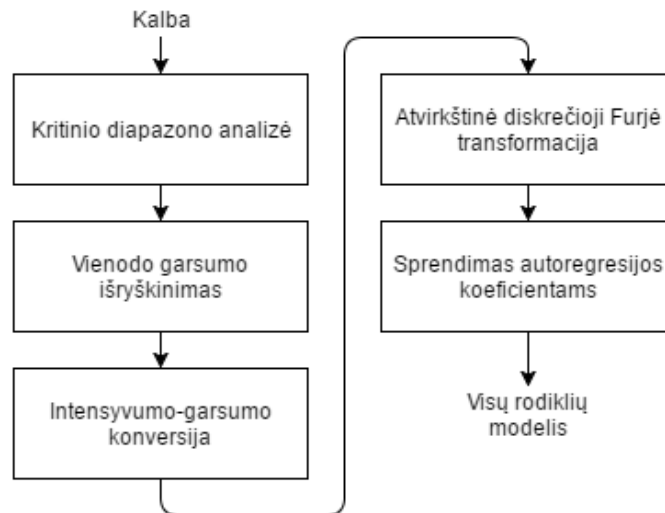 Kalba
Kritinio diapazono analizė
Vienodo garsumo
išryškinimas
Intensyvumo-garsumo
konversija
Atvirkštinė diskrečioji Furjė
transformacija
Sprendimas autoregresijos
koeficientams
Visų rodiklių
modelis